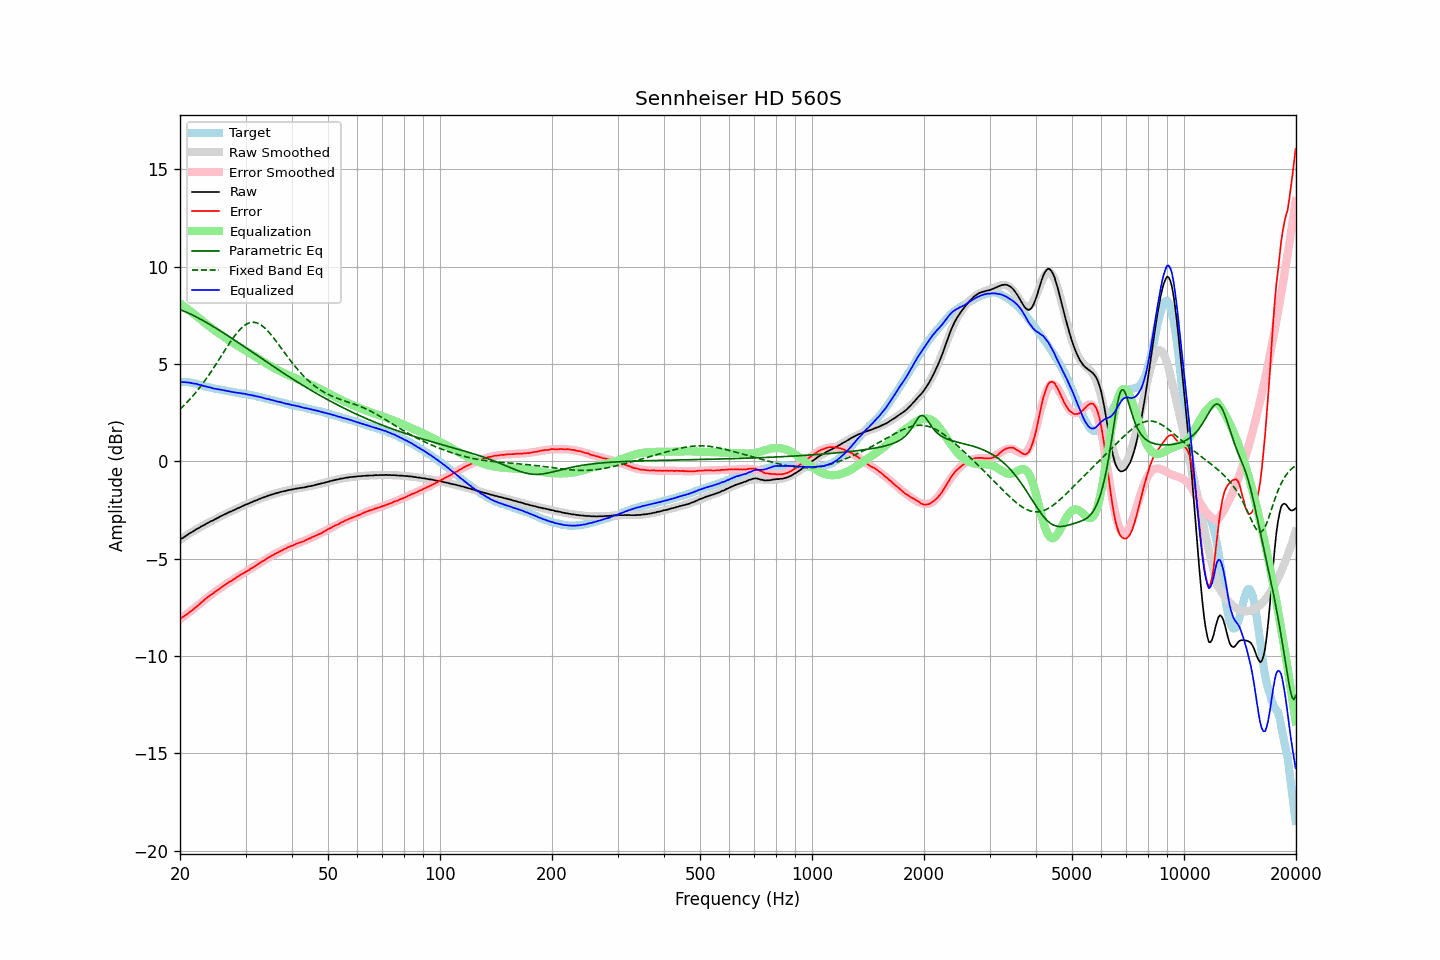 Sennheiser HD 560S
Target
Raw Smoothed
Error Smoothed
Raw
Error
Equalization
Parametric Eq
Fixed Band Eq
Equalized
Amplitude (dBr)
15
10
5
0
−5
−10
−15
−20
20 50 100 200 500 1000 2000 5000 10000 20000
Frequency (Hz)